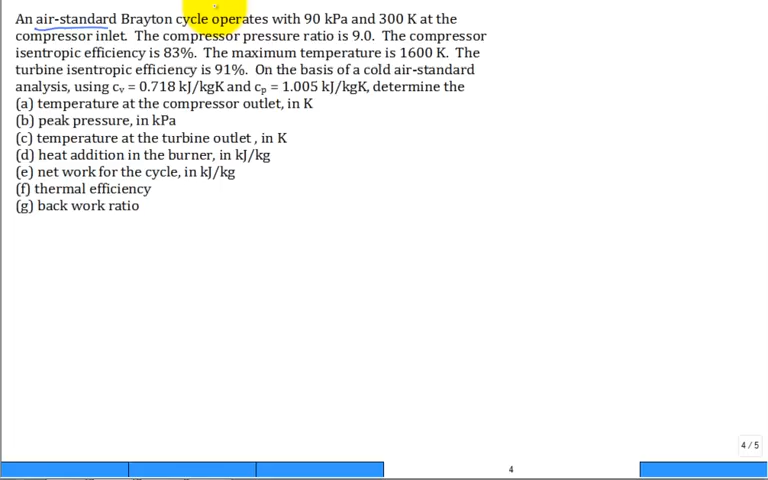 An air-standard Brayton cycle operates with 90 kPa and 300 K at the
compressor inlet. The compressor pressure ratio is 9.0. The compressor
isentropic efficiency is 83%. The maximum temperature is 1600 K. The
turbine isentropic efficiency is 91%. On the basis of a cold air-standard
analysis, using cᵥ = 0.718 kJ/kgK and cₚ = 1.005 kJ/kgK, determine the
(a) temperature at the compressor outlet, in K
(b) peak pressure, in kPa
(c) temperature at the turbine outlet , in K
(d) heat addition in the burner, in kJ/kg
(e) net work for the cycle, in kJ/kg
(f) thermal efficiency
(g) back work ratio
4 / 5
4